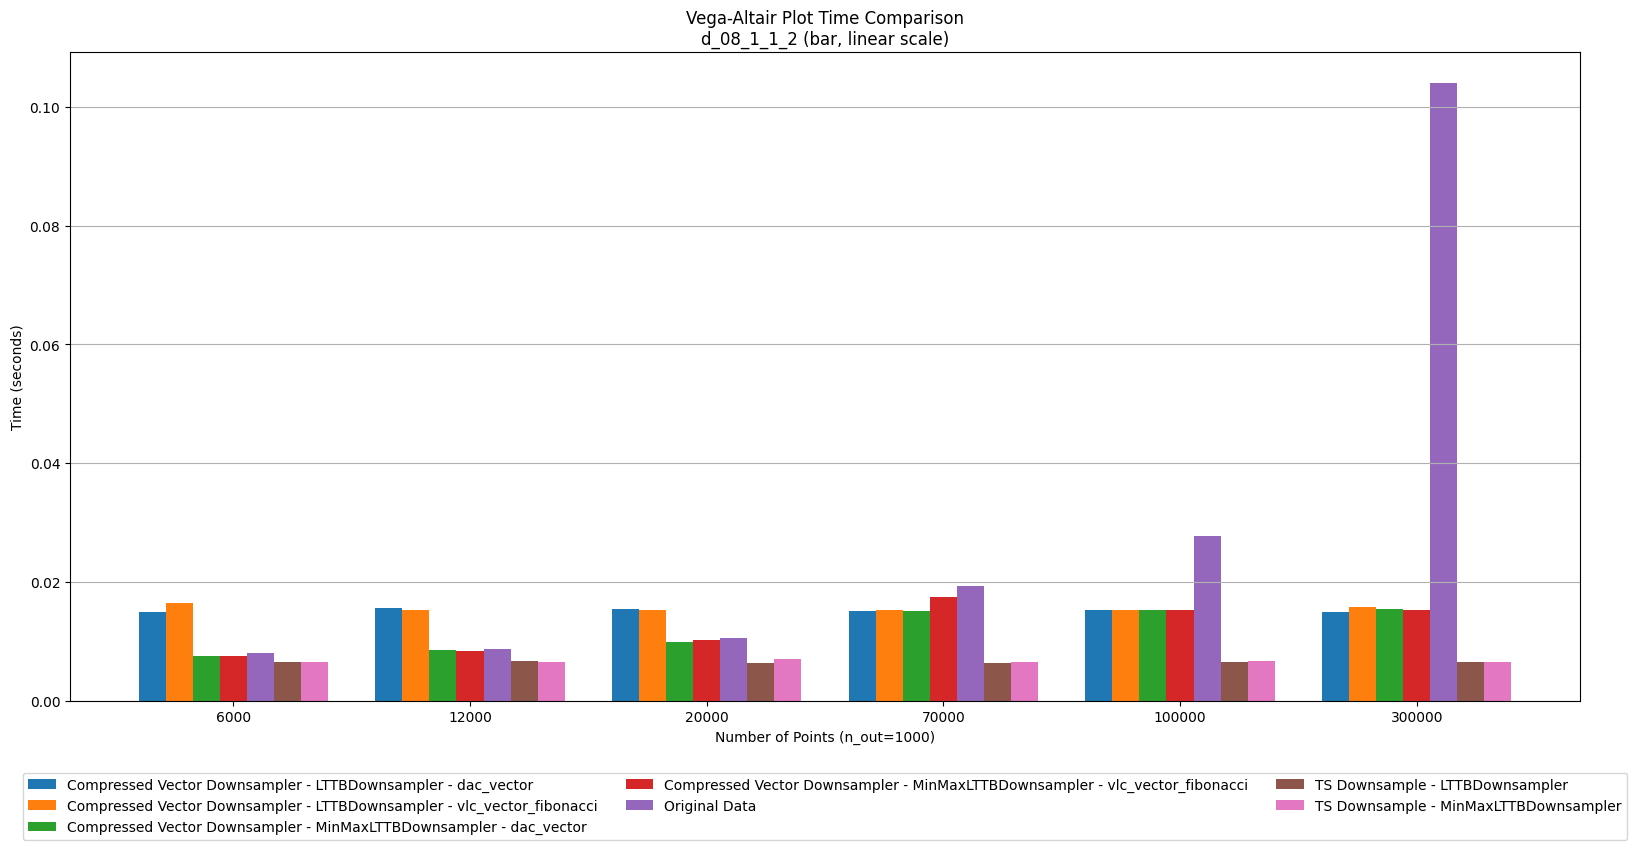 Vega-Altair Plot Time Comparison
d_08_1_1_2 (bar, linear scale)
Time (seconds)
0.10
0.08
0.06
0.04
0.02
0.00
6000 12000 20000 70000 100000 300000
Number of Points (n_out=1000)
Compressed Vector Downsampler - LTTBDownsampler - dac_vector
Compressed Vector Downsampler - LTTBDownsampler - vlc_vector_fibonacci
Compressed Vector Downsampler - MinMaxLTTBDownsampler - dac_vector
Compressed Vector Downsampler - MinMaxLTTBDownsampler - vlc_vector_fibonacci
Original Data
TS Downsample - LTTBDownsampler
TS Downsample - MinMaxLTTBDownsampler